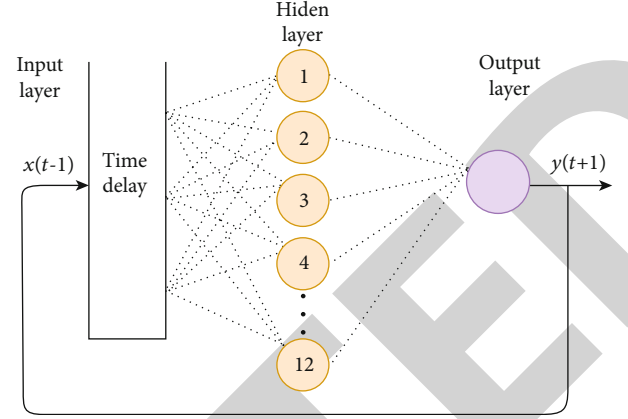 Hiden
layer
Input
layer
Output
layer
x(t-1)
Time
delay
y(t+1)
1
2
3
4
12